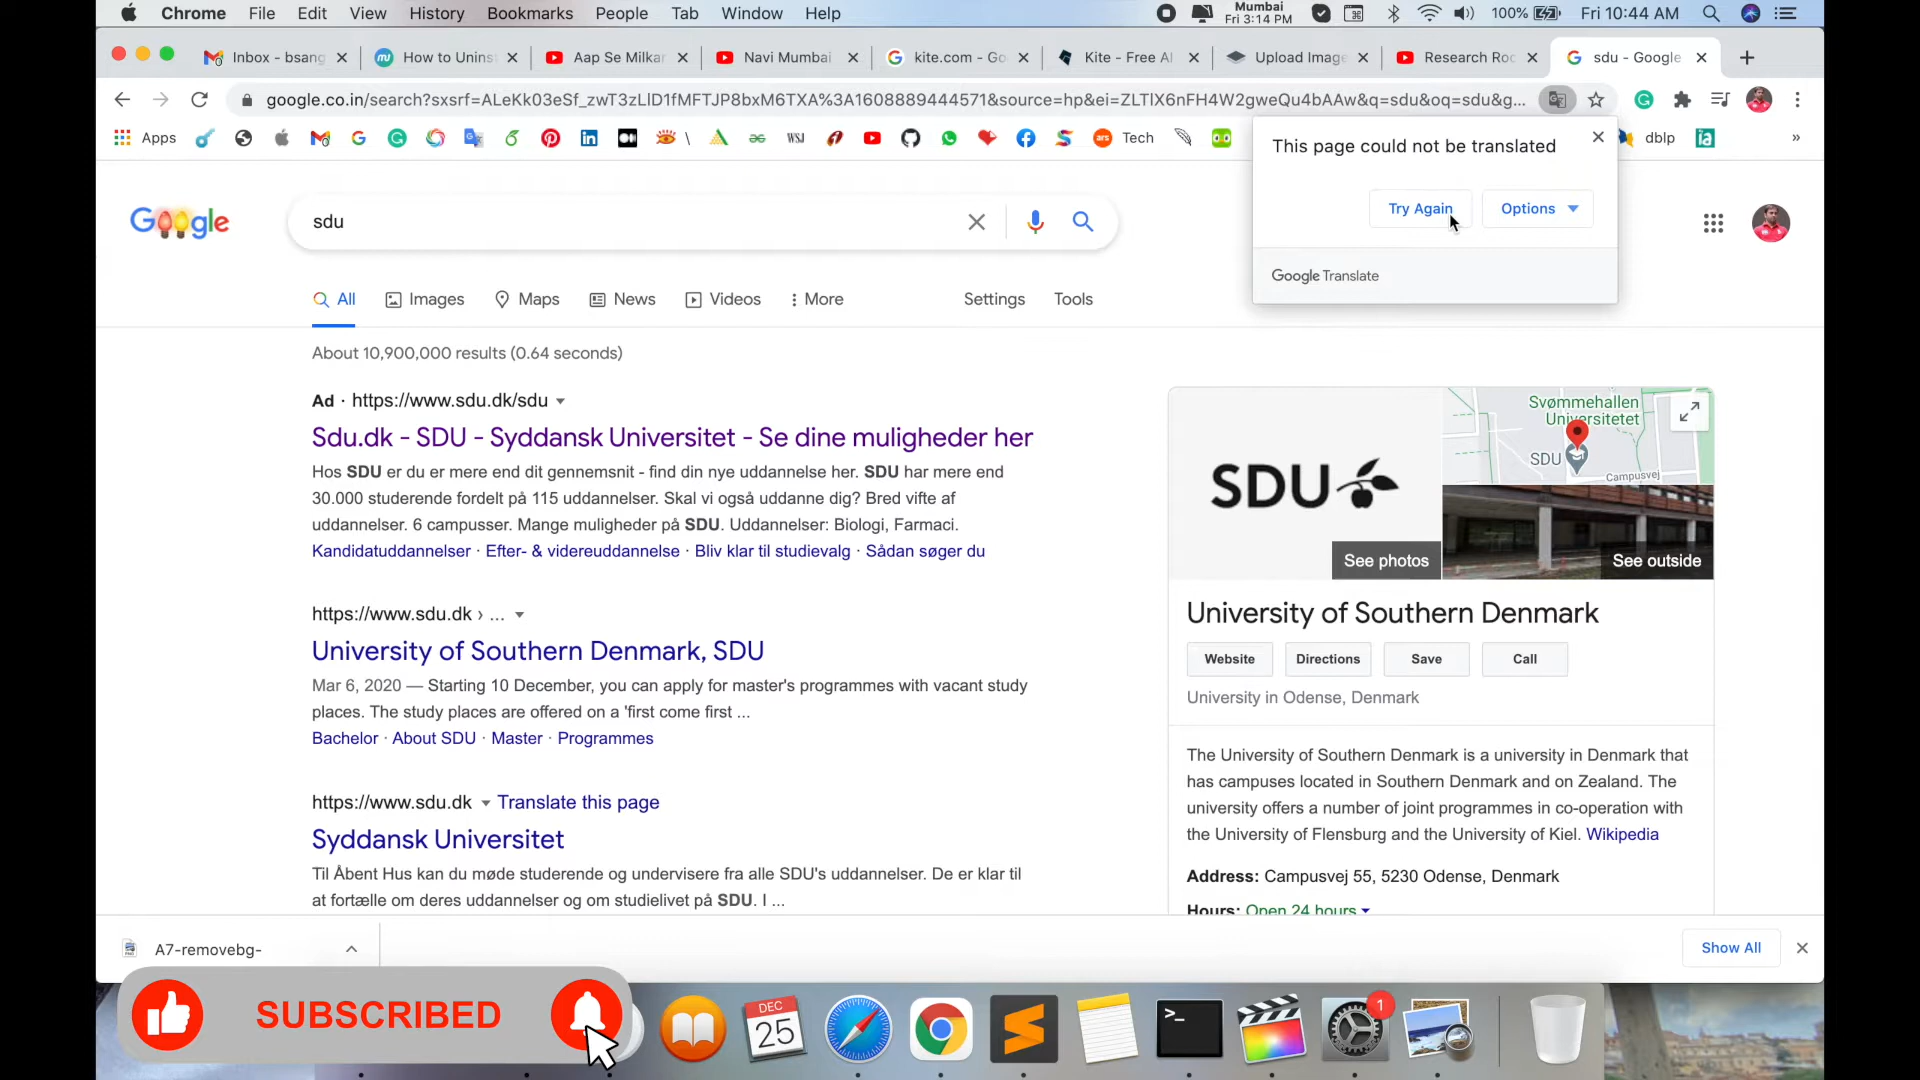 Chrome File Edit View History Bookmarks People Tab Window Help
Mumbai
Fri 3:14 PM
100%
Fri 10:44 AM
Inbox - bsang
How to Unins
Aap Se Milkar
Navi Mumbai
kite.com - Go
Kite - Free AI
Upload Image
Research Roc
sdu - Google
google.co.in/search?sxsrf=ALeKk03eSf_zwT3zLlD1fMFTJP8bxM6TXA%3A1608889444571&source=hp&ei=ZLTlX6nFH4W2gweQu4bAAw&q=sdu&oq=sdu&g...
Apps
WSJ
ars Tech
dblp
ia
»
This page could not be translated
Try Again
Options
Google Translate
Google
sdu
All Images Maps News Videos More Settings Tools
About 10,900,000 results (0.64 seconds)
Ad · https://www.sdu.dk/sdu
Sdu.dk - SDU - Syddansk Universitet - Se dine muligheder her
Hos SDU er du er mere end dit gennemsnit - find din nye uddannelse her. SDU har mere end
30.000 studerende fordelt på 115 uddannelser. Skal vi også uddanne dig? Bred vifte af
uddannelser. 6 campusser. Mange muligheder på SDU. Uddannelser: Biologi, Farmaci.
Kandidatuddannelser · Efter- & videreuddannelse · Bliv klar til studievalg · Sådan søger du
https://www.sdu.dk › ...
University of Southern Denmark, SDU
Mar 6, 2020 — Starting 10 December, you can apply for master's programmes with vacant study
places. The study places are offered on a 'first come first ...
Bachelor · About SDU · Master · Programmes
https://www.sdu.dk Translate this page
Syddansk Universitet
Til Åbent Hus kan du møde studerende og undervisere fra alle SDU's uddannelser. De er klar til
at fortælle om deres uddannelser og om studielivet på SDU. I ...
SDU
See photos
Svømmehallen
Universitetet
SDU
Campusvej
See outside
University of Southern Denmark
Website Directions Save Call
University in Odense, Denmark
The University of Southern Denmark is a university in Denmark that
has campuses located in Southern Denmark and on Zealand. The
university offers a number of joint programmes in co-operation with
the University of Flensburg and the University of Kiel. Wikipedia
Address: Campusvej 55, 5230 Odense, Denmark
Hours: Open 24 hours
A7-removebg-
Show All
SUBSCRIBED
DEC
25
>_
1